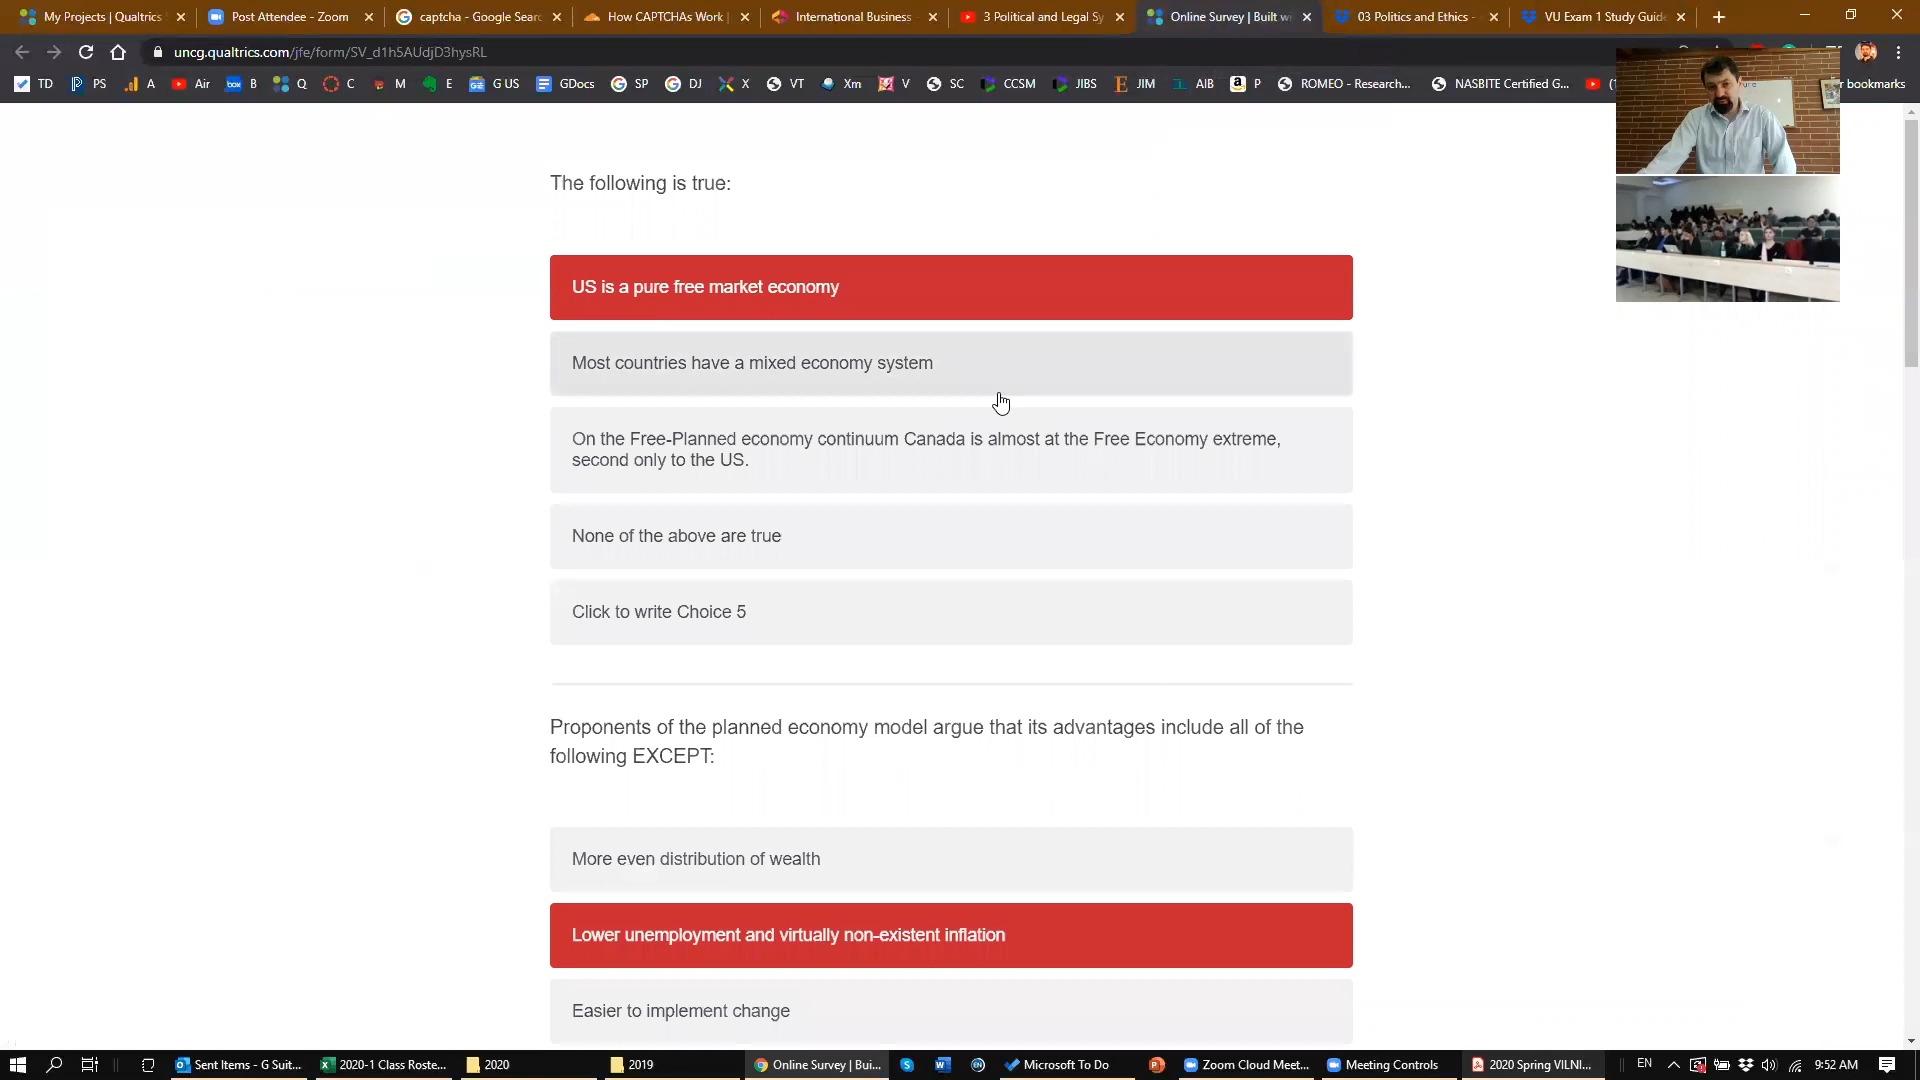 My Projects | Qualtrics
Post Attendee - Zoom
captcha - Google Searc
How CAPTCHAs Work |
International Business
3 Political and Legal Sy
Online Survey | Built wi
03 Politics and Ethics -
VU Exam 1 Study Guide
uncg.qualtrics.com/jfe/form/SV_d1h5AUdjD3hysRL
TD
PS
A
Air
B
Q
C
M
E
G US
GDocs
SP
DJ
X
VT
Xm
V
SC
CCSM
JIBS
JIM
AIB
P
ROMEO - Research...
NASBITE Certified G...
r bookmarks
The following is true:
US is a pure free market economy
Most countries have a mixed economy system
On the Free-Planned economy continuum Canada is almost at the Free Economy extreme,
second only to the US.
None of the above are true
Click to write Choice 5
Proponents of the planned economy model argue that its advantages include all of the
following EXCEPT:
More even distribution of wealth
Lower unemployment and virtually non-existent inflation
Easier to implement change
Sent Items - G Suit...
2020-1 Class Roste...
2020
2019
Online Survey | Bui...
Microsoft To Do
Zoom Cloud Meet...
Meeting Controls
2020 Spring VILNI...
EN
9:52 AM